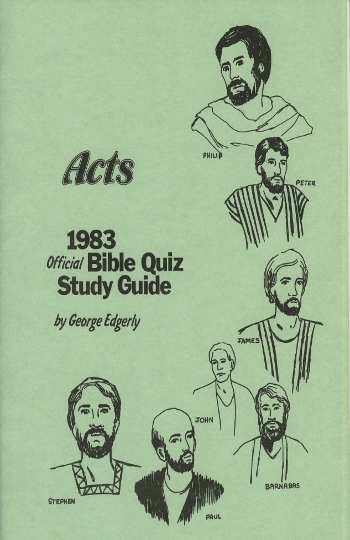 PHILIP
PETER
Acts
1983
Official Bible Quiz
Study Guide
by George Edgerly
JAMES
JOHN
BARNABAS
STEPHEN
PAUL